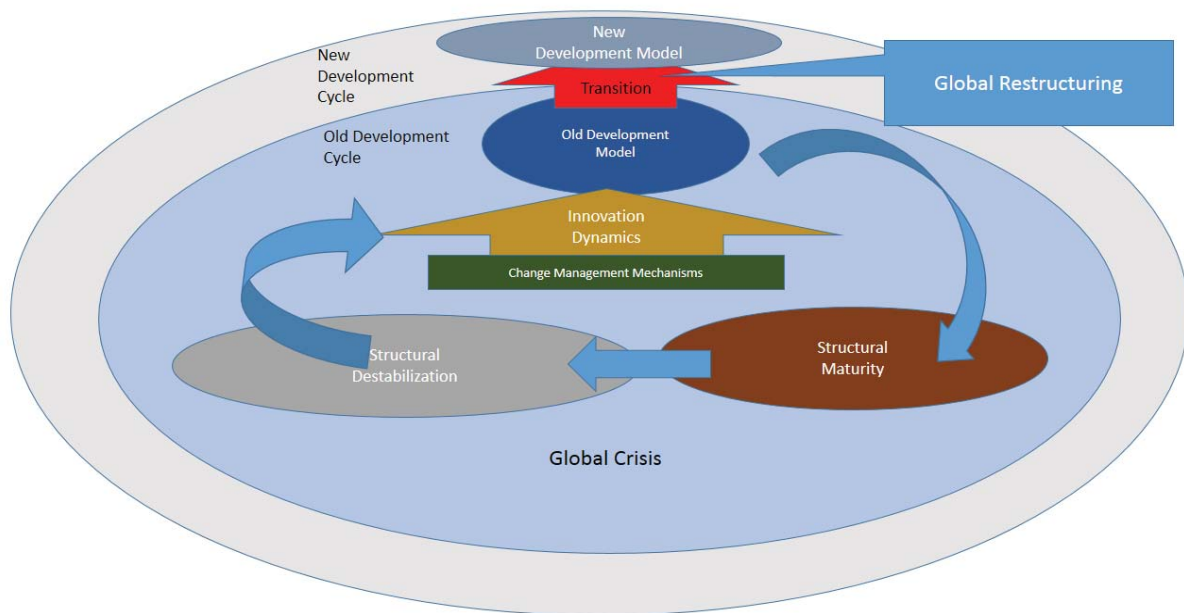 New
Development Model
New
Development
Cycle
Transition
Global Restructuring
Old Development
Cycle
Old Development
Model
Innovation
Dynamics
Change Management Mechanisms
Structural
Destabilization
Structural
Maturity
Global Crisis